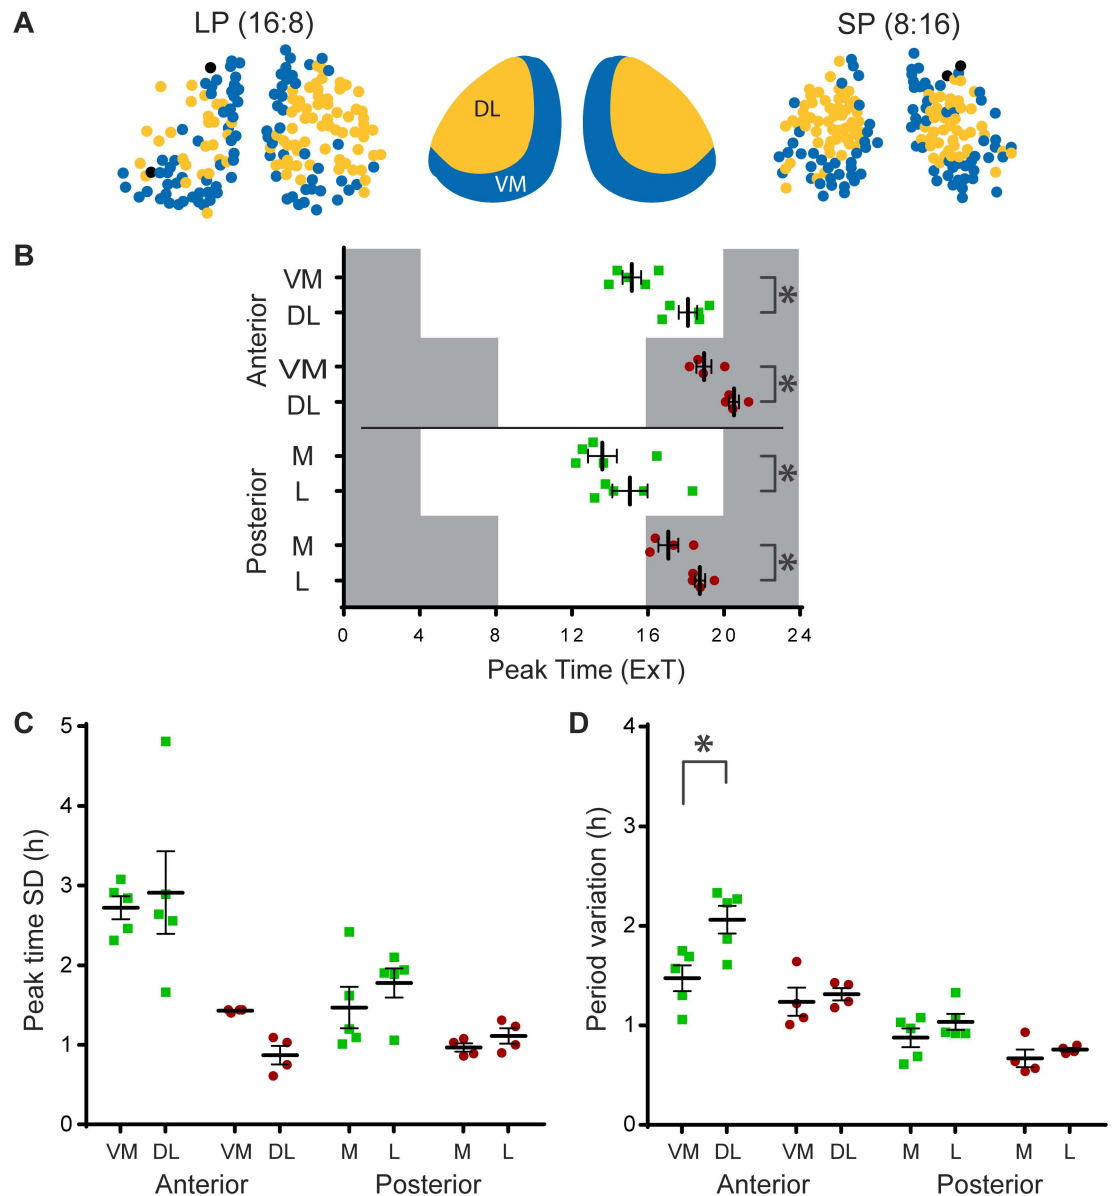 A
LP (16:8)
SP (8:16)
DL
VM
B
Anterior
VM
DL
*
VM
DL
*
Posterior
M
L
*
M
L
*
0 4 8 12 16 20 24
Peak Time (ExT)
C
Peak time SD (h)
5
4
3
2
1
0
VM DL VM DL M L M L
Anterior Posterior
D
Period variation (h)
4
*
3
2
1
0
VM DL VM DL M L M L
Anterior Posterior